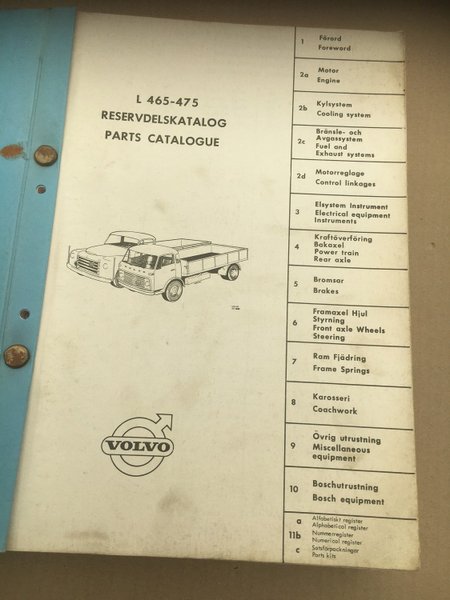 L 465-475
RESERVDELSKATALOG
PARTS CATALOGUE
VOLVO
1 Förord
Foreword
2a Motor
Engine
2b Kylsystem
Cooling system
2c Bränsle- och
Avgassystem
Fuel and
Exhaust systems
2d Motorreglage
Control linkages
3 Elsystem Instrument
Electrical equipment
Instruments
4 Kraftöverföring
Bakaxel
Power train
Rear axle
5 Bromsar
Brakes
6 Framaxel Hjul
Styrning
Front axle Wheels
Steering
7 Ram Fjädring
Frame Springs
8 Karosseri
Coachwork
9 Övrig utrustning
Miscellaneous
equipment
10 Boschutrustning
Bosch equipment
a Alfabetiskt register
Alphabetical register
11b Nummerregister
Numerical register
c Satsförpackningar
Parts kits